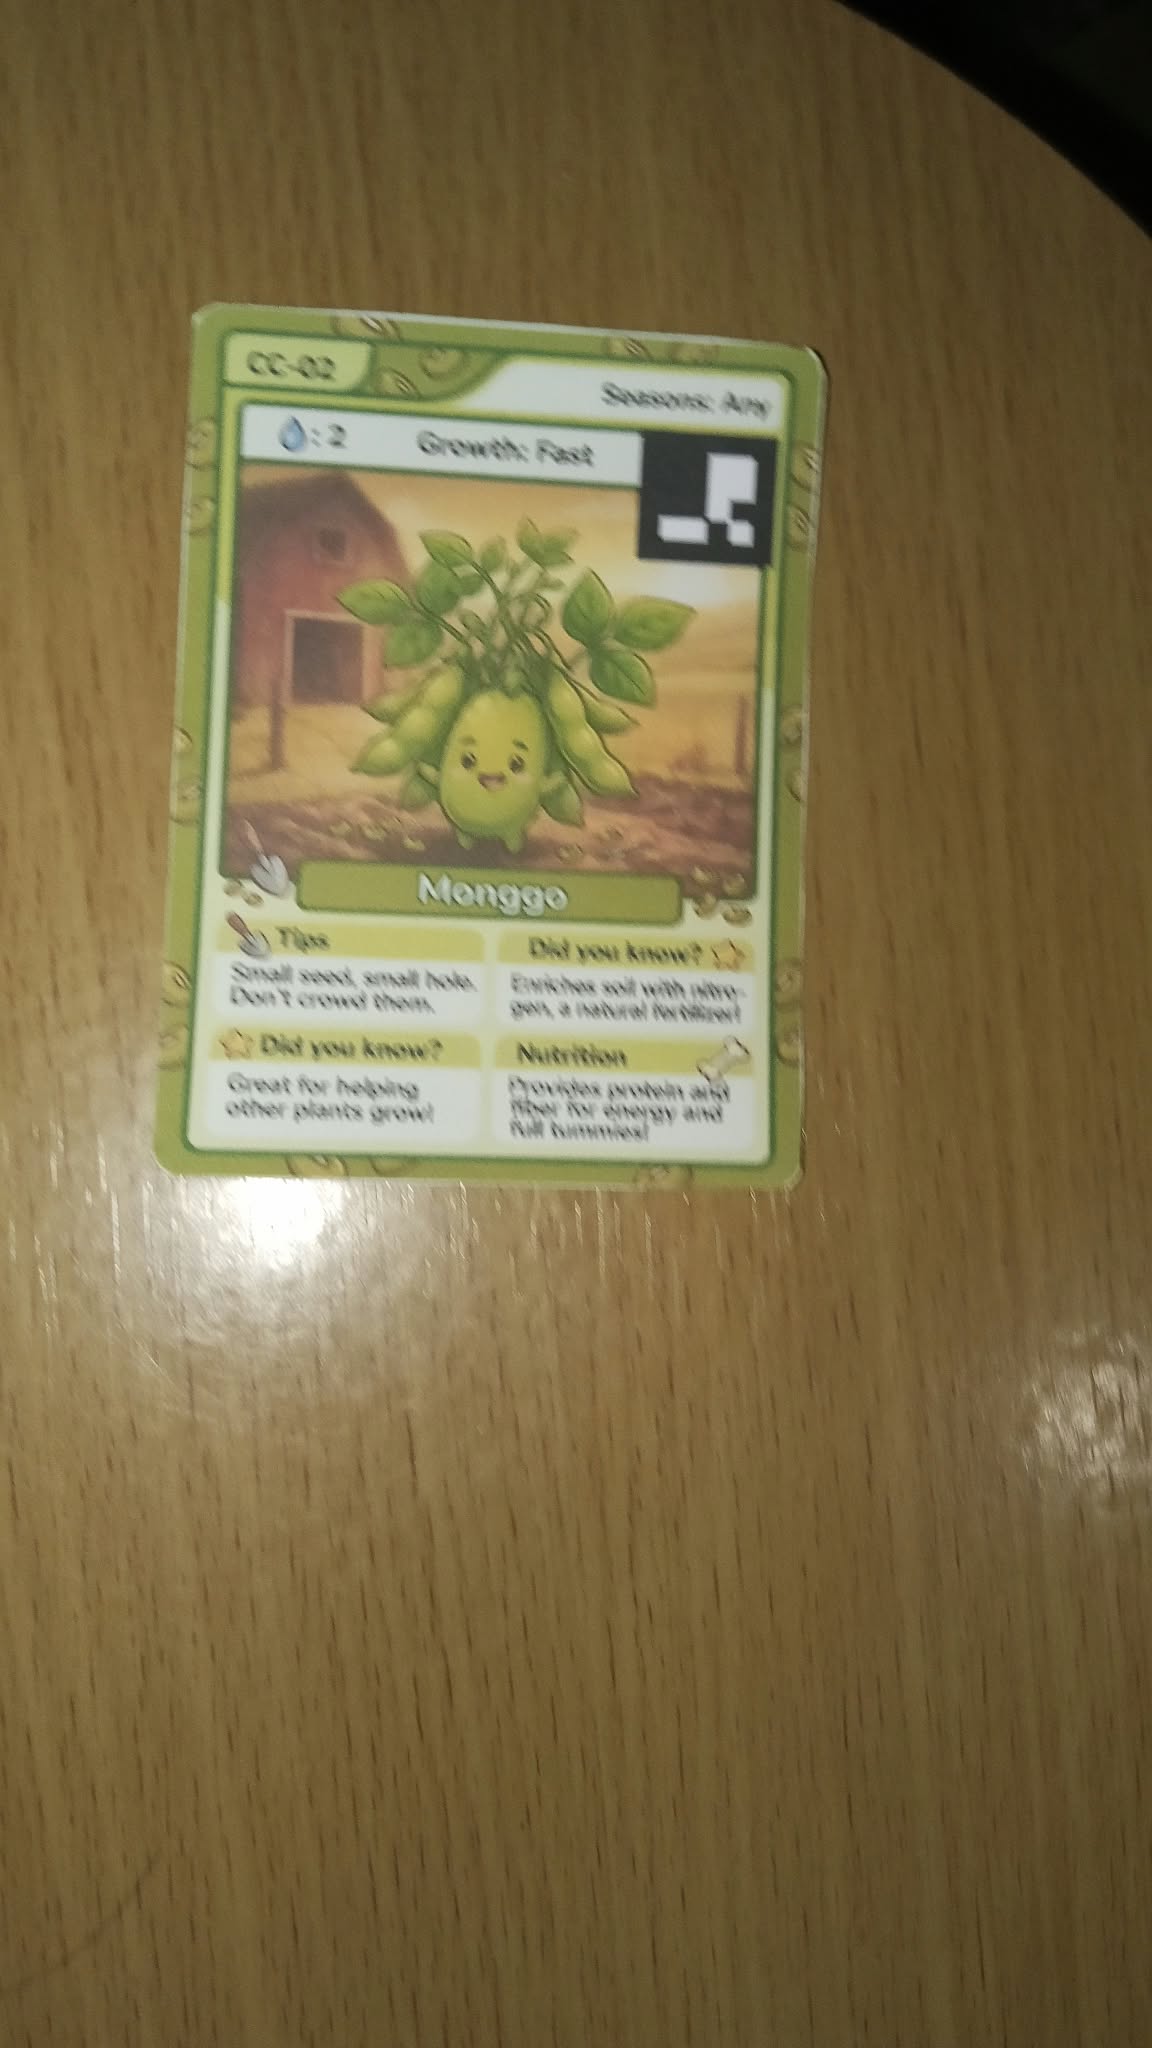 CC-02
Seasons: Any
: 2
Growth: Fast
Monggo
Tips
Small seed, small hole.
Don't crowd them.
Did you know?
Enriches soil with nitro-
gen, a natural fertilizer!
Did you know?
Great for helping
other plants grow!
Nutrition
Provides protein and
fiber for energy and
full tummies!